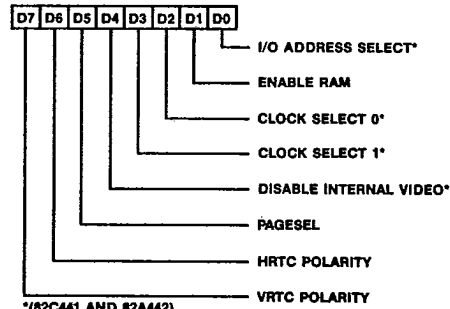 D7 D6 D5 D4 D3 D2 D1 D0
I/O ADDRESS SELECT*
ENABLE RAM
CLOCK SELECT 0*
CLOCK SELECT 1*
DISABLE INTERNAL VIDEO*
PAGESEL
HRTC POLARITY
VRTC POLARITY
*(82C441 AND 82A442)